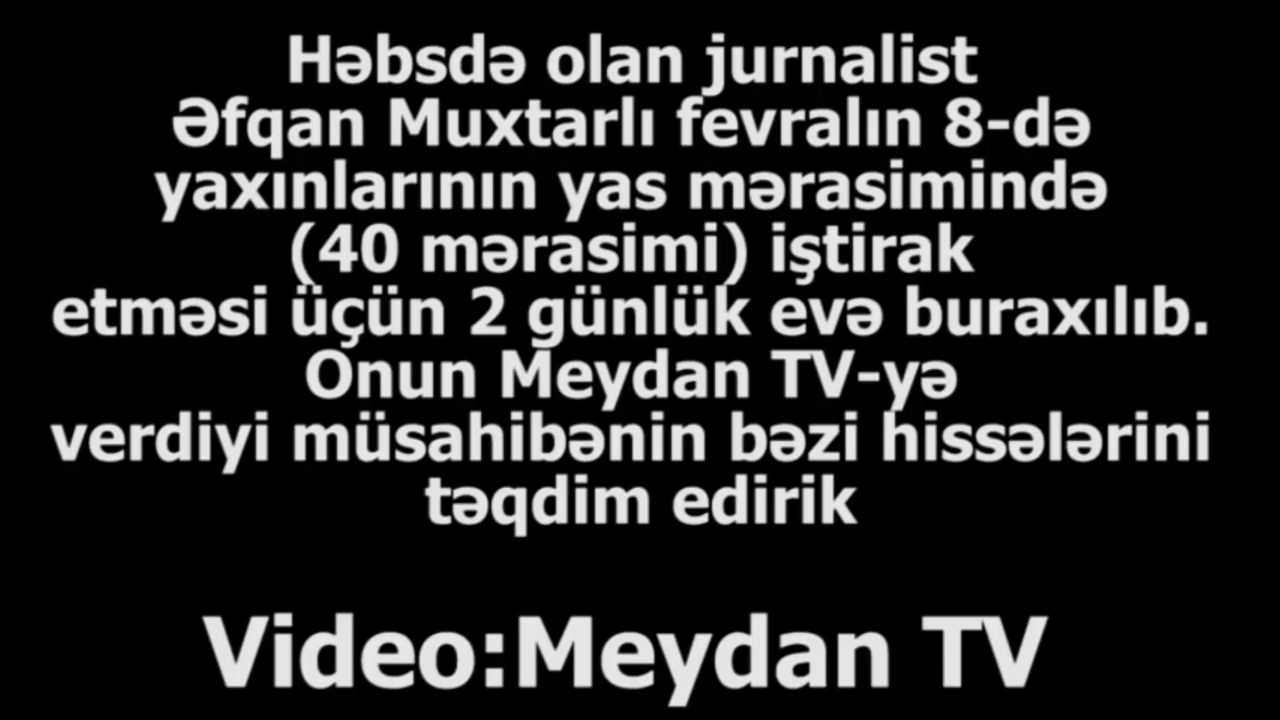 Həbsdə olan jurnalist
Əfqan Muxtarlı fevralın 8-də
yaxınlarının yas mərasimində
(40 mərasimi) iştirak
etməsi üçün 2 günlük evə buraxılıb.
Onun Meydan TV-yə
verdiyi müsahibənin bəzi hissələrini
təqdim edirik
Video:Meydan TV